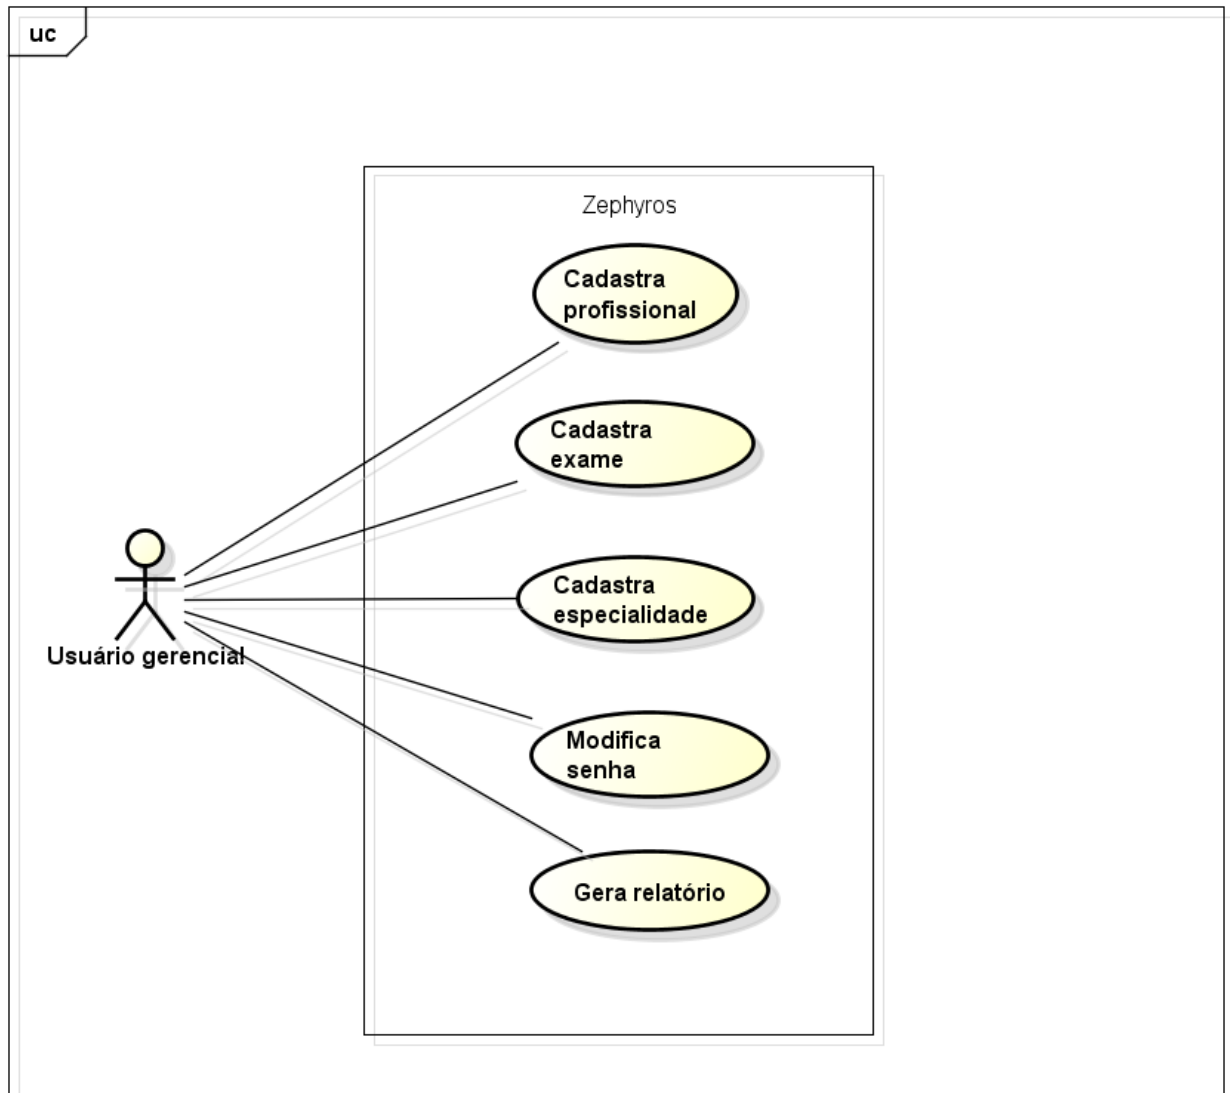 uc
Zephyros
Cadastra
profissional
Cadastra
exame
Cadastra
especialidade
Usuário gerencial
Modifica
senha
Gera relatório